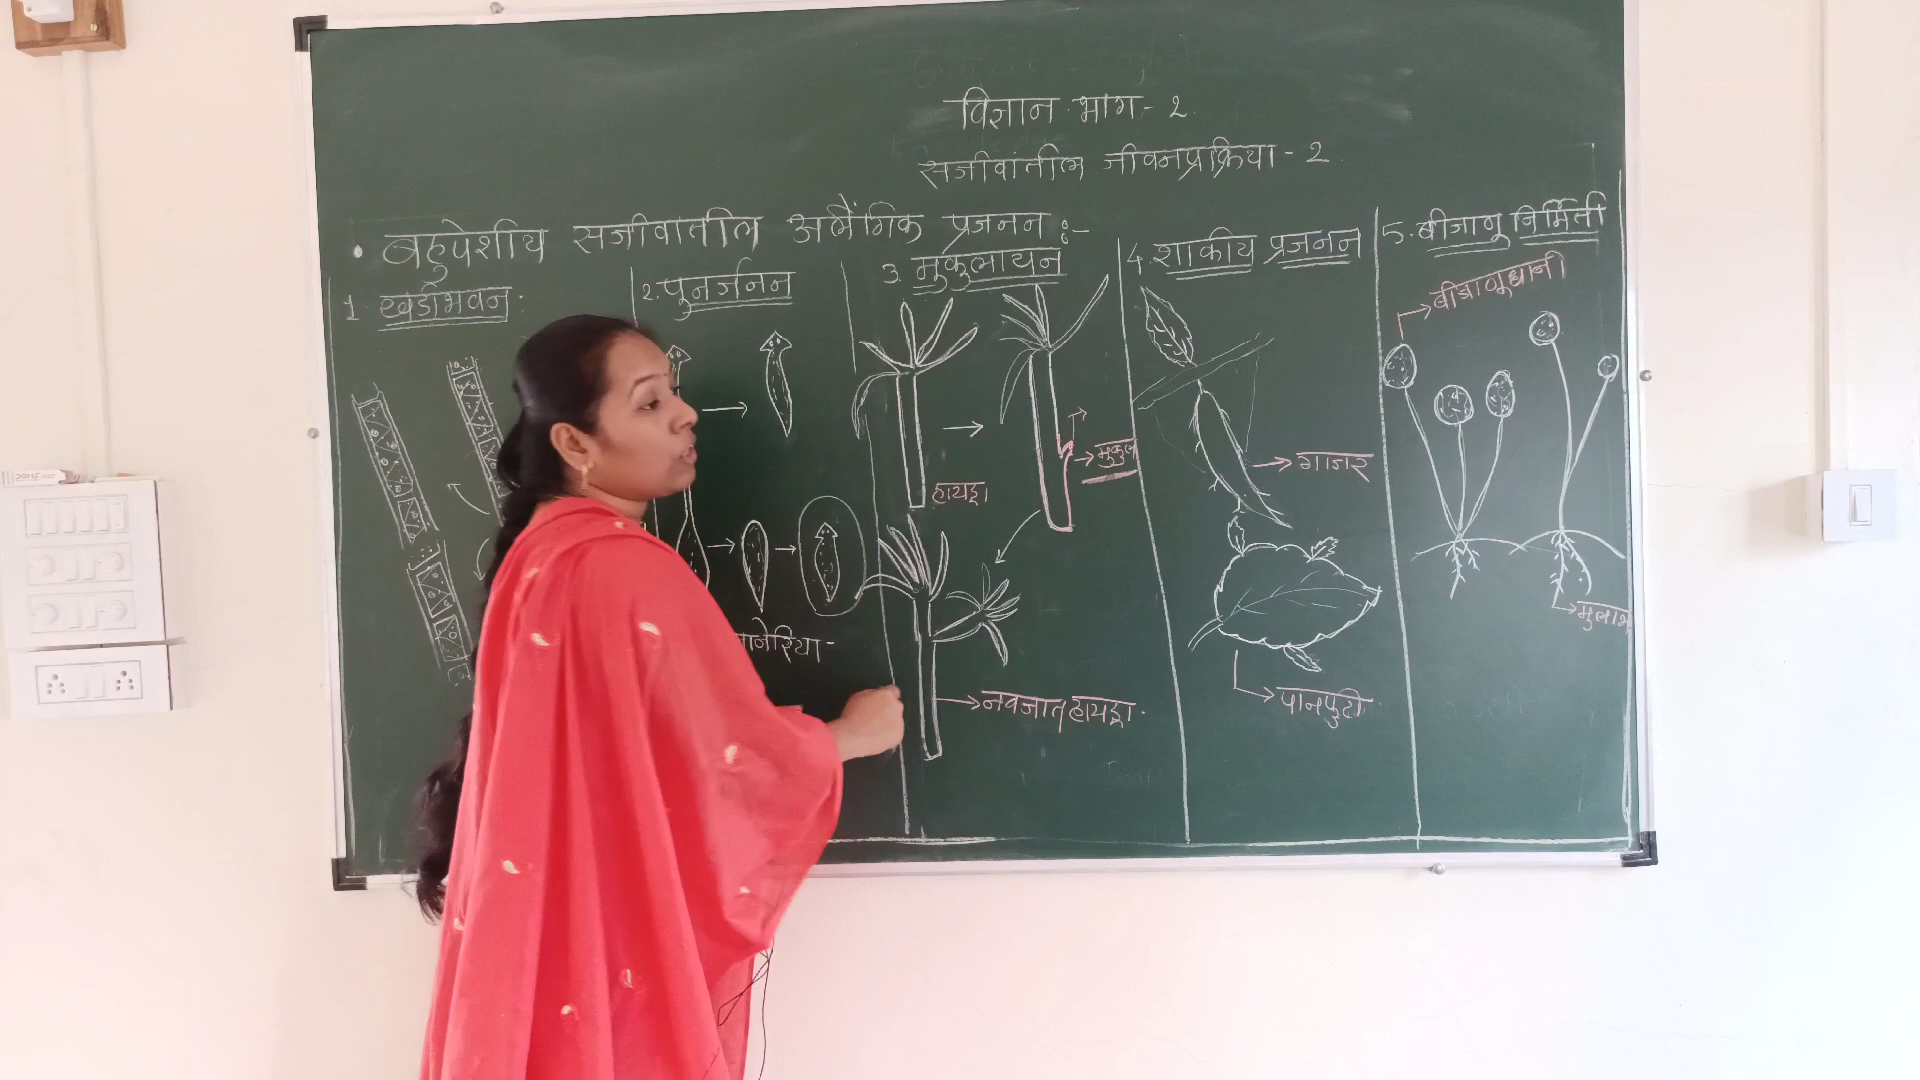 विज्ञान भाग - 2.
सजीवांतील जीवनप्रक्रिया - 2.
• बहुपेशीय सजीवातील अलैंगिक प्रजनन :-
1. खंडीभवन :
2. पुनर्जनन
3. मुकुलायन
4. शाकीय प्रजनन
5. बीजाणू निर्मिती
बीजाणूधानी
मुकुल
गाजर
हायड्रा
मुलाभ
नवजात हायड्रा.
पानफुटी